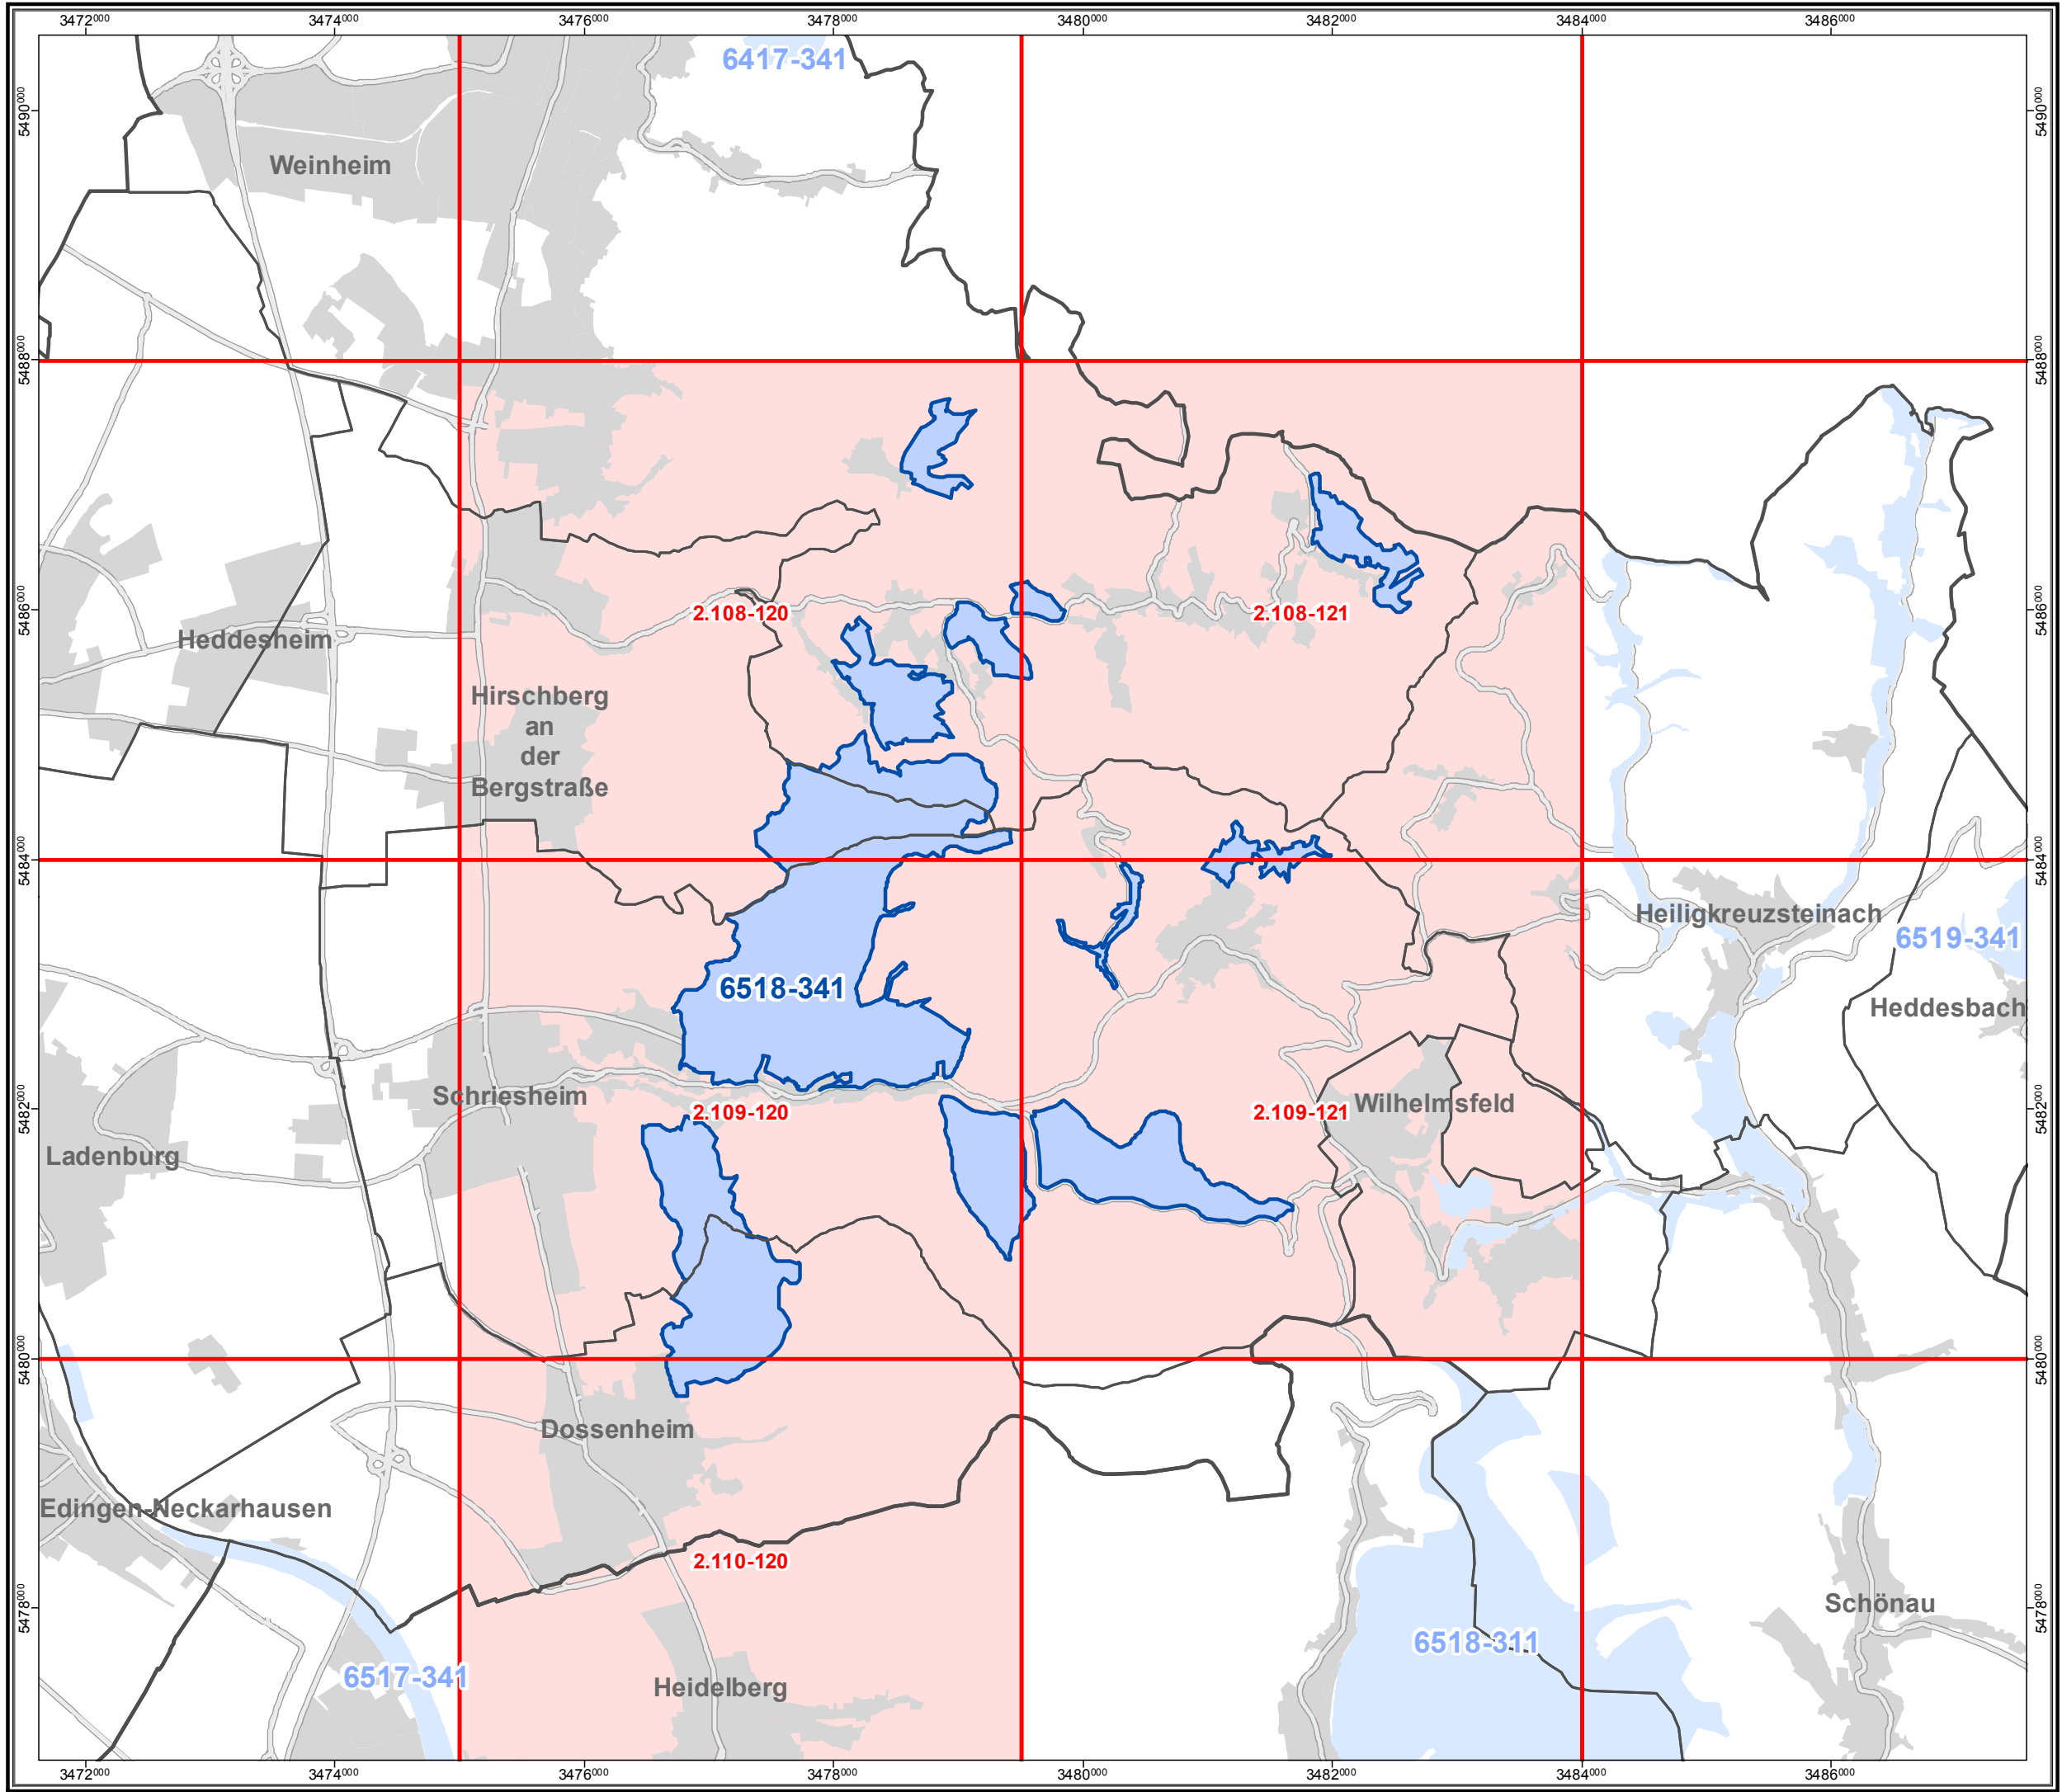 3472000 3474000 3476000 3478000 3480000 3482000 3484000 3486000
6417-341
5490000 5490000
Weinheim
5488000 5488000
5486000 5486000
2.108-120 2.108-121
Heddesheim
Hirschberg
an
der
Bergstraße
5484000 5484000
Heiligkreuzsteinach
6519-341
6518-341
Heddesbach
Schriesheim
Wilhelmsfeld
2.109-120 2.109-121
5482000 5482000
Ladenburg
5480000 5480000
Dossenheim
Edingen-Neckarhausen
2.110-120
5478000 5478000
Schönau
6518-311
6517-341
Heidelberg
3472000 3474000 3476000 3478000 3480000 3482000 3484000 3486000